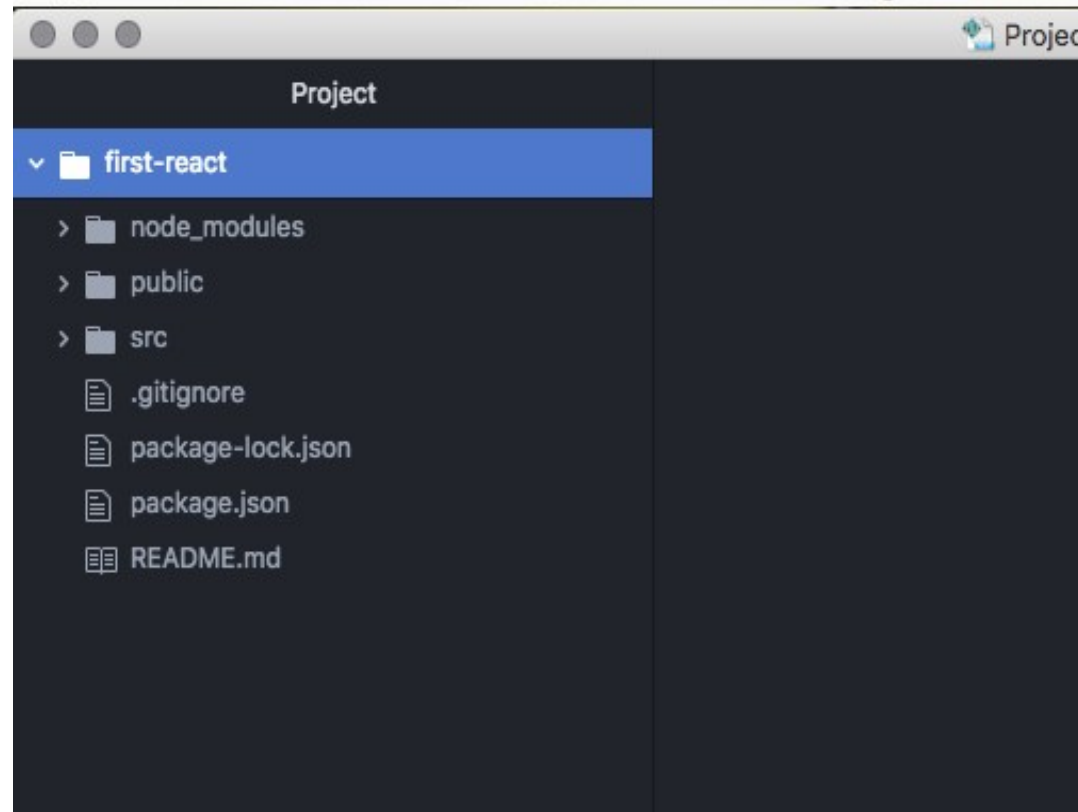 Projec
Project
first-react
node_modules
public
src
.gitignore
package-lock.json
package.json
README.md